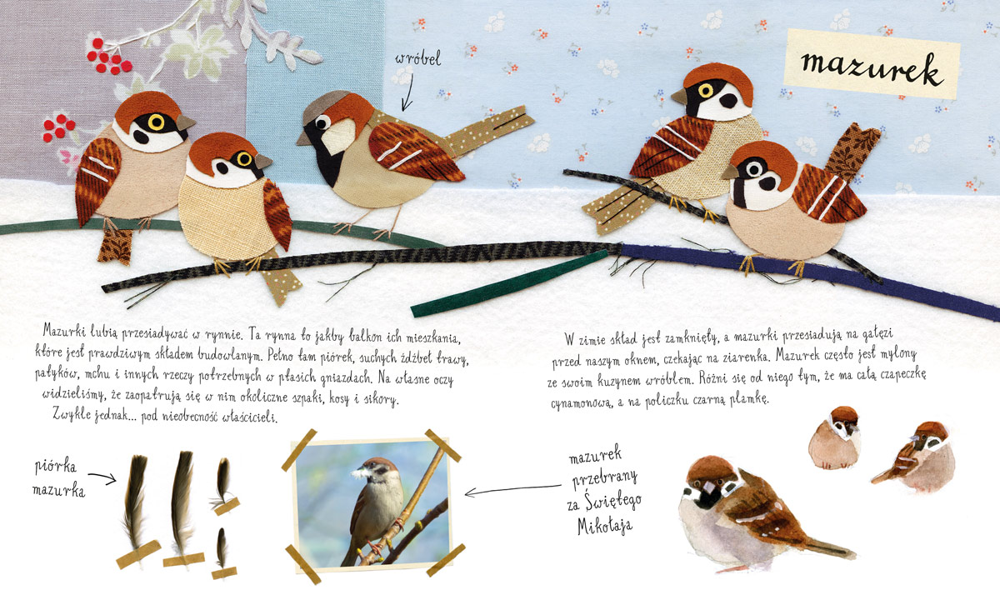 wróbel
mazurek
Mazurki lubią przesiadywać w rynnie. Ta rynna to jakby balkon ich mieszkania,
które jest prawdziwym składem budowlanym. Pełno tam piórek, suchych źdźbeł trawy,
patyków, mchu i innych rzeczy potrzebnych w ptasich gniazdach. Na własne oczy
widzieliśmy, że zaopatrują się w nim okoliczne szpaki, kosy i sikory.
Zwykle jednak... pod nieobecność właścicieli.
W zimie skład jest zamknięty, a mazurki przesiadują na gałęzi
przed naszym oknem, czekając na ziarenka. Mazurek często jest mylony
ze swoim kuzynem wróblem. Różni się od niego tym, że ma całą czapeczkę
cynamonową, a na policzku czarną plamkę.
piórka
mazurka
mazurek
przebrany
za Świętego
Mikołaja